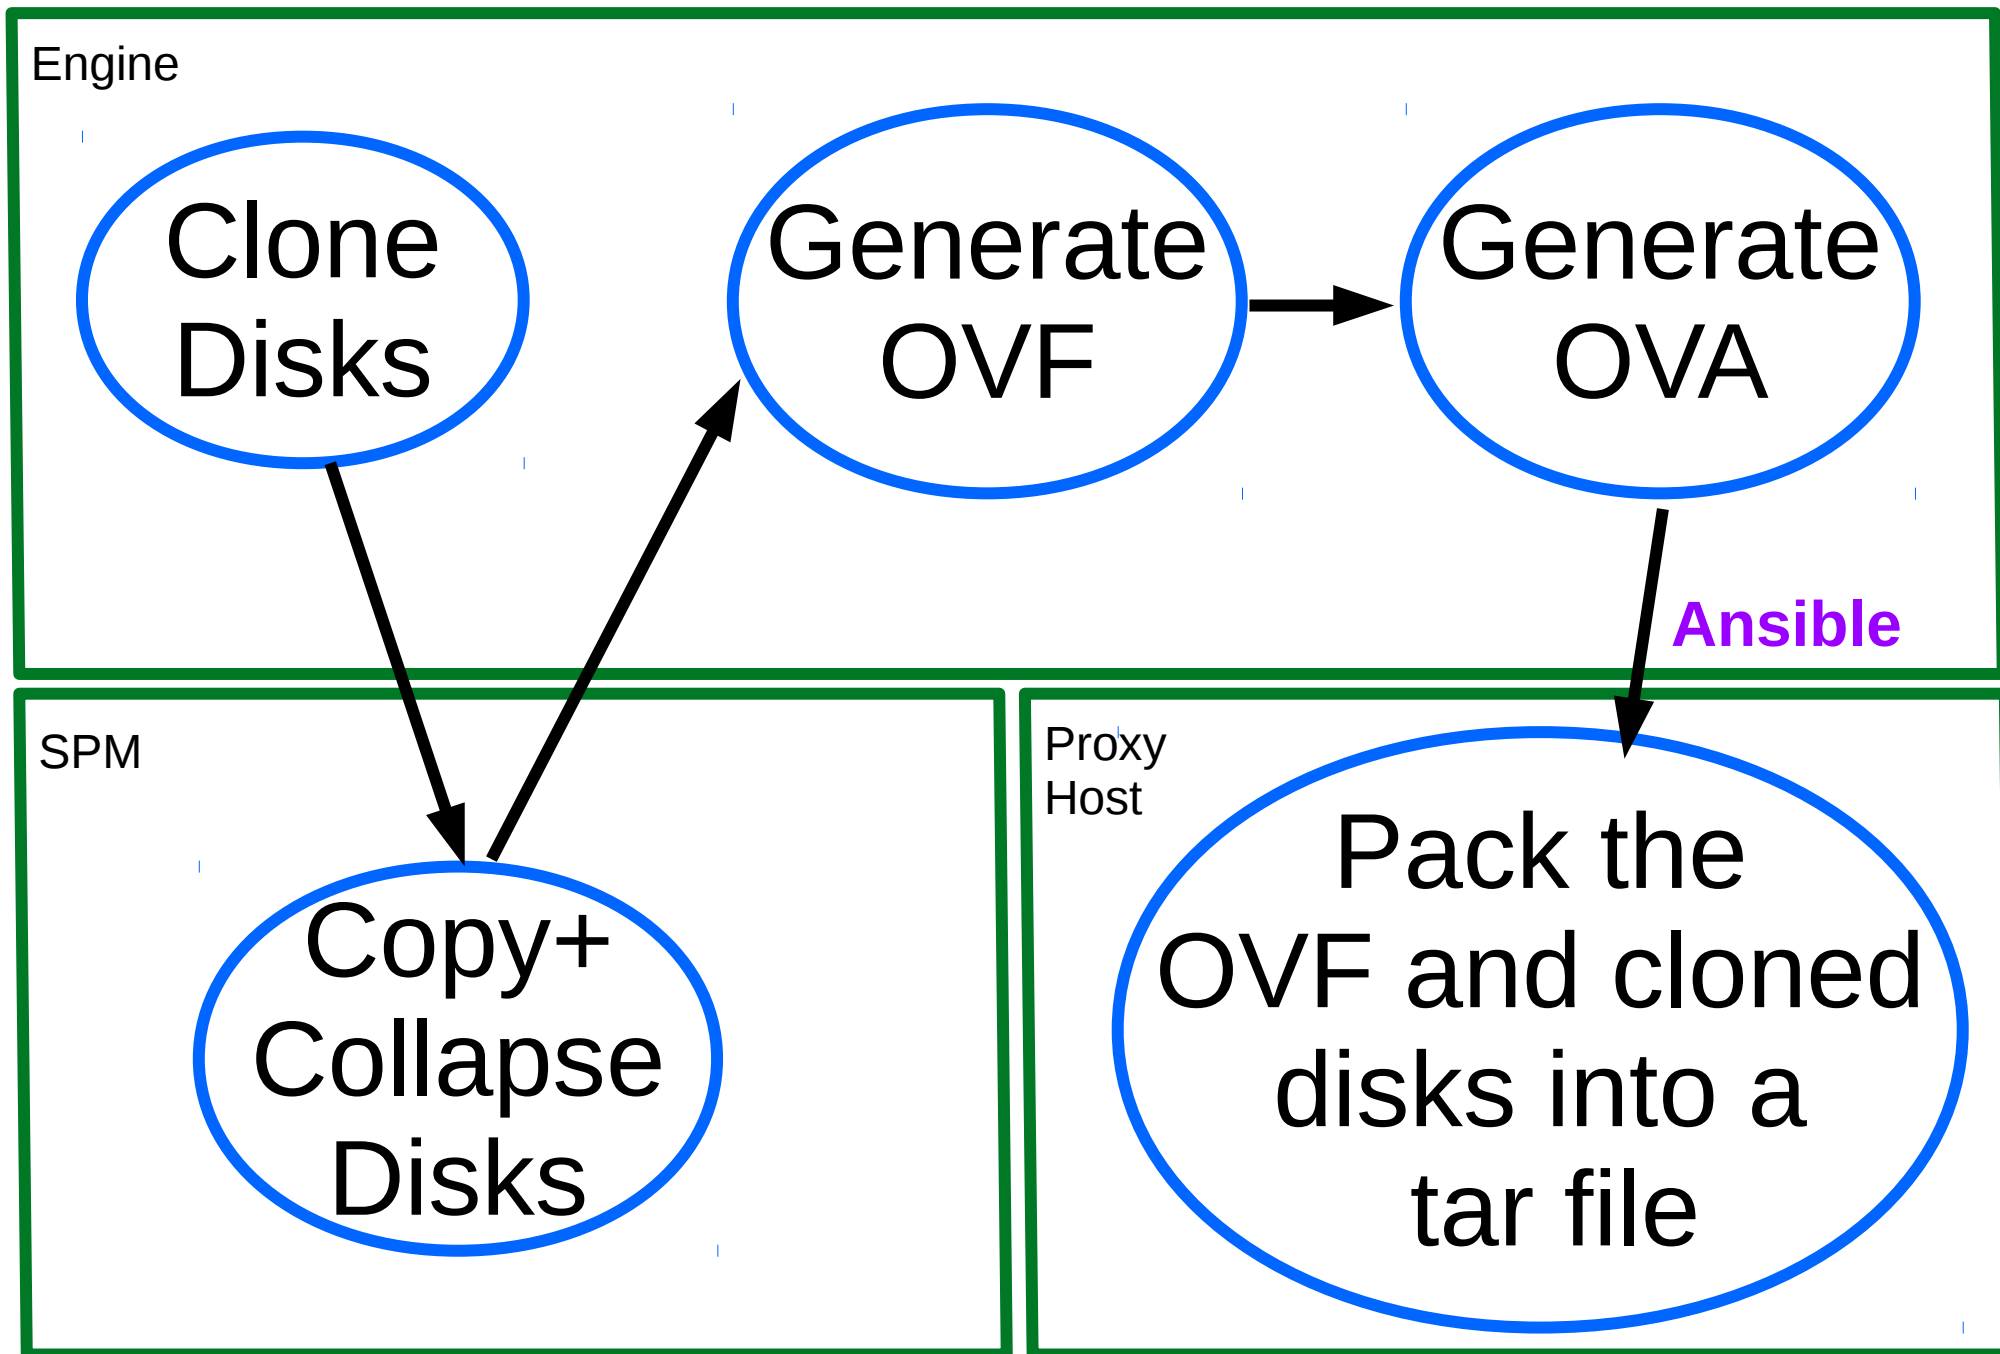 Engine
Clone
Disks
Generate
OVF
Generate
OVA
Ansible
SPM
Copy+
Collapse
Disks
Proxy
Host
Pack the
OVF and cloned
disks into a
tar file